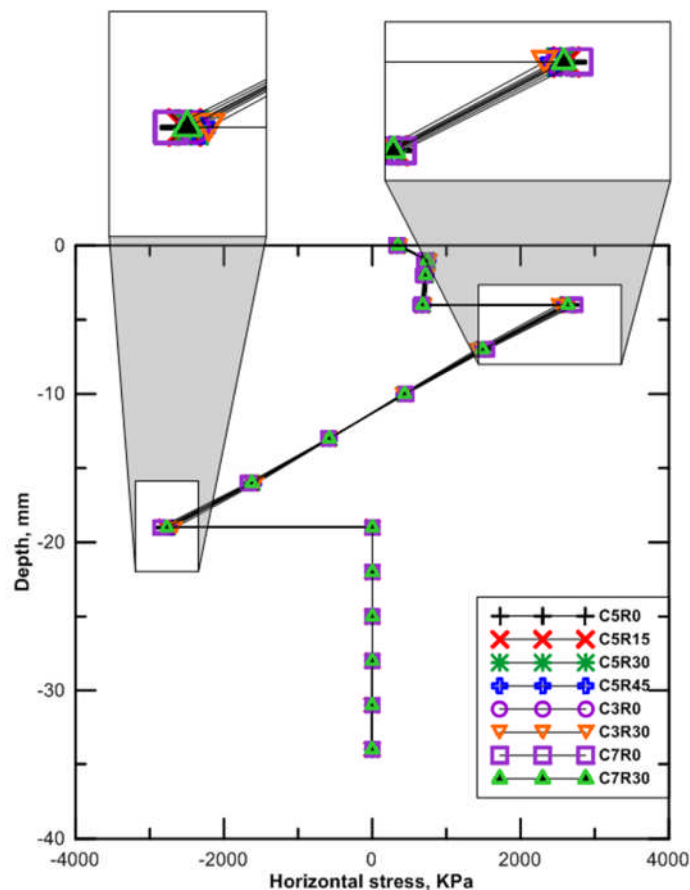 0
-10
-20
-30
-40
Depth, mm
-4000 -2000 0 2000 4000
Horizontal stress, KPa
C5R0
C5R15
C5R30
C5R45
C3R0
C3R30
C7R0
C7R30